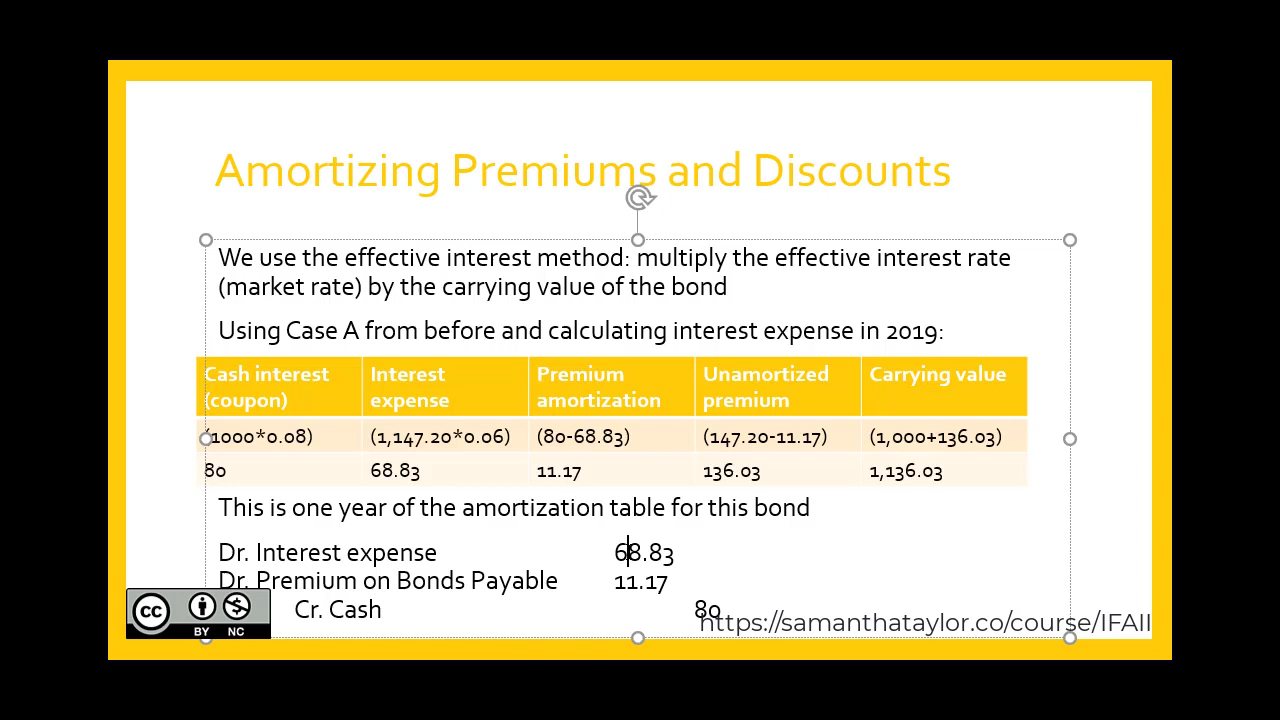 Amortizing Premiums and Discounts
We use the effective interest method: multiply the effective interest rate
(market rate) by the carrying value of the bond
Using Case A from before and calculating interest expense in 2019:
Cash interest (coupon) Interest expense Premium amortization Unamortized premium Carrying value
(1000*0.08) (1,147.20*0.06) (80-68.83) (147.20-11.17) (1,000+136.03)
80 68.83 11.17 136.03 1,136.03
This is one year of the amortization table for this bond
Dr. Interest expense 68.83
Dr. Premium on Bonds Payable 11.17
Cr. Cash 80
https://samanthataylor.co/course/IFAII
CC BY NC